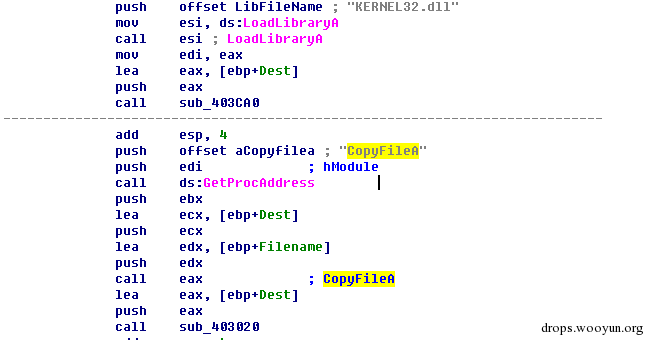 push offset LibFileName ; "KERNEL32.dll"
mov esi, ds:LoadLibraryA
call esi ; LoadLibraryA
mov edi, eax
lea eax, [ebp+Dest]
push eax
call sub_403CA0
add esp, 4
push offset aCopyfilea ; "CopyFileA"
push edi ; hModule
call ds:GetProcAddress
push ebx
lea ecx, [ebp+Dest]
push ecx
lea edx, [ebp+Filename]
push edx
call eax ; CopyFileA
lea eax, [ebp+Dest]
push eax
call sub_403020
drops.wooyun.org